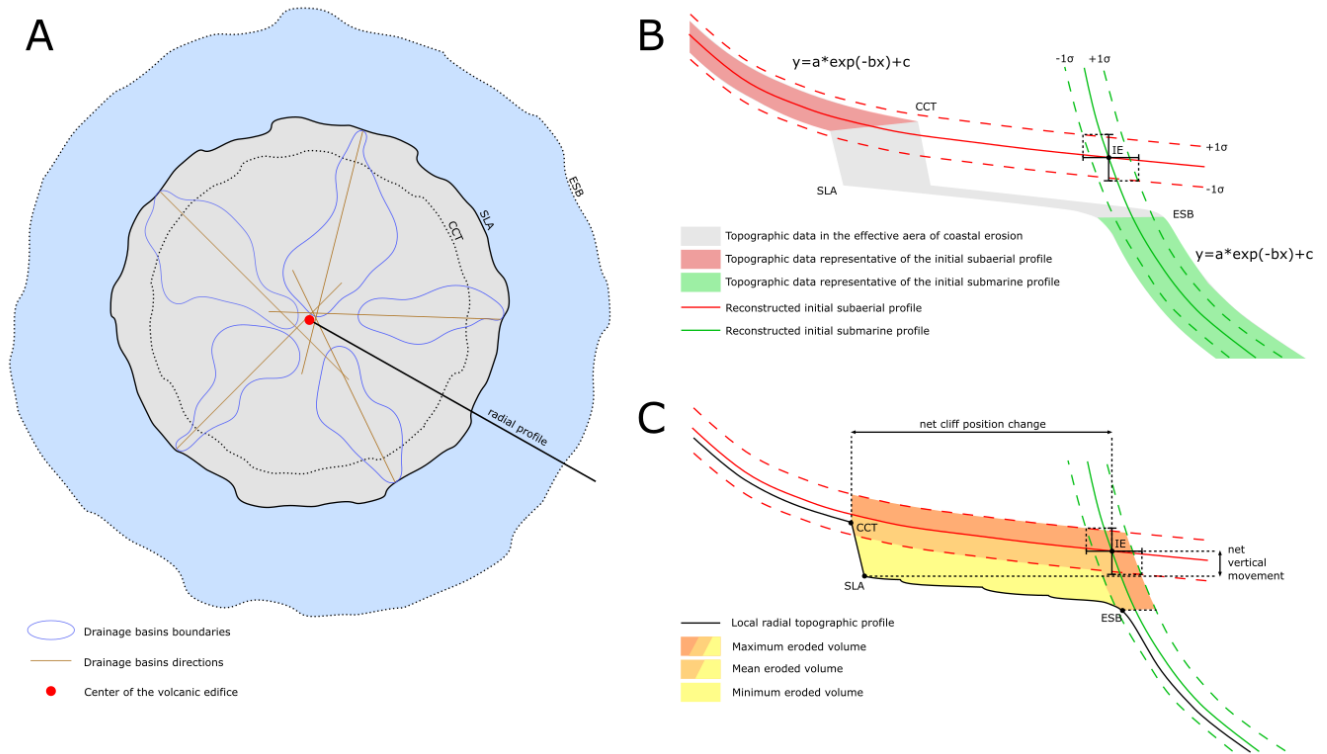 A
ESB
SLA
CCT
radial profile
Drainage basins boundaries
Drainage basins directions
Center of the volcanic edifice
B
y=a*exp(-bx)+c
-1σ
+1σ
CCT
IE
+1σ
-1σ
SLA
ESB
Topographic data in the effective aera of coastal erosion
Topographic data representative of the initial subaerial profile
Topographic data representative of the initial submarine profile
y=a*exp(-bx)+c
Reconstructed initial subaerial profile
Reconstructed initial submarine profile
C
net cliff position change
CCT
IE
net
vertical
movement
SLA
ESB
Local radial topographic profile
Maximum eroded volume
Mean eroded volume
Minimum eroded volume